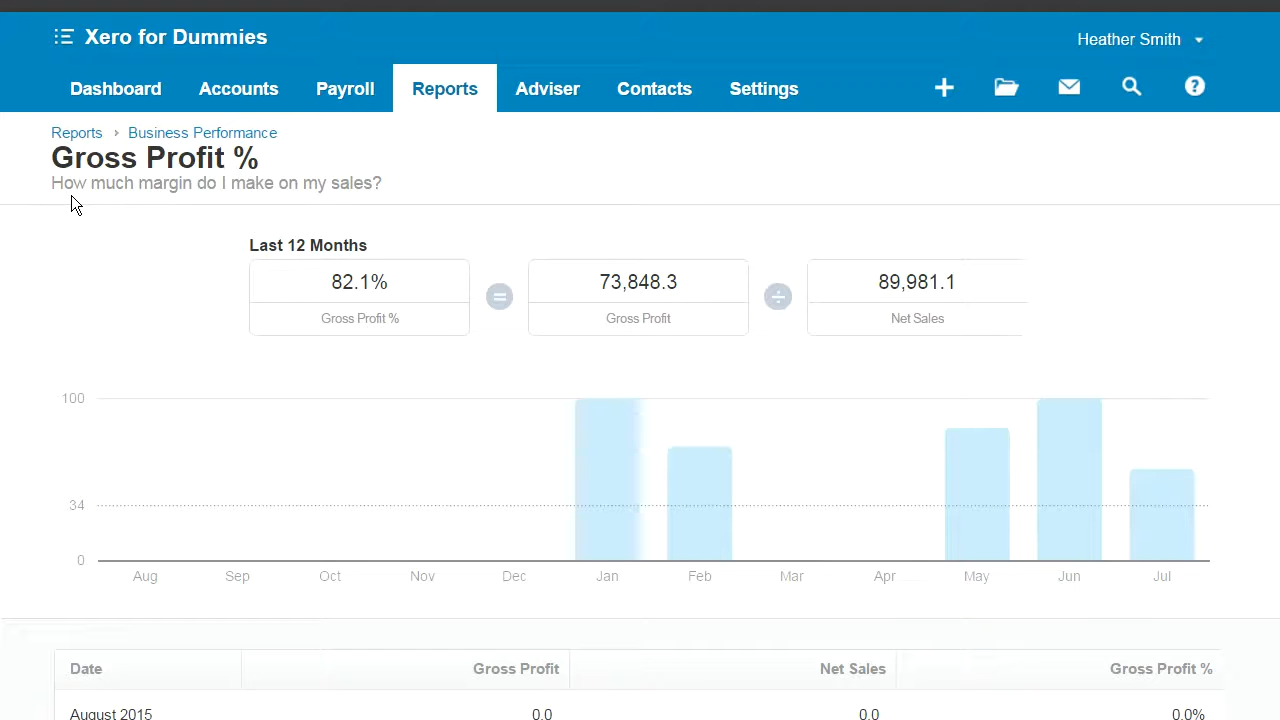 Xero for Dummies
Heather Smith
Dashboard Accounts Payroll Reports Adviser Contacts Settings
Reports › Business Performance
Gross Profit %
How much margin do I make on my sales?
Last 12 Months
82.1% = 73,848.3 ÷ 89,981.1
Gross Profit % Gross Profit Net Sales
100
34
0
Aug Sep Oct Nov Dec Jan Feb Mar Apr May Jun Jul
Date Gross Profit Net Sales Gross Profit %
August 2015 0.0 0.0 0.0%